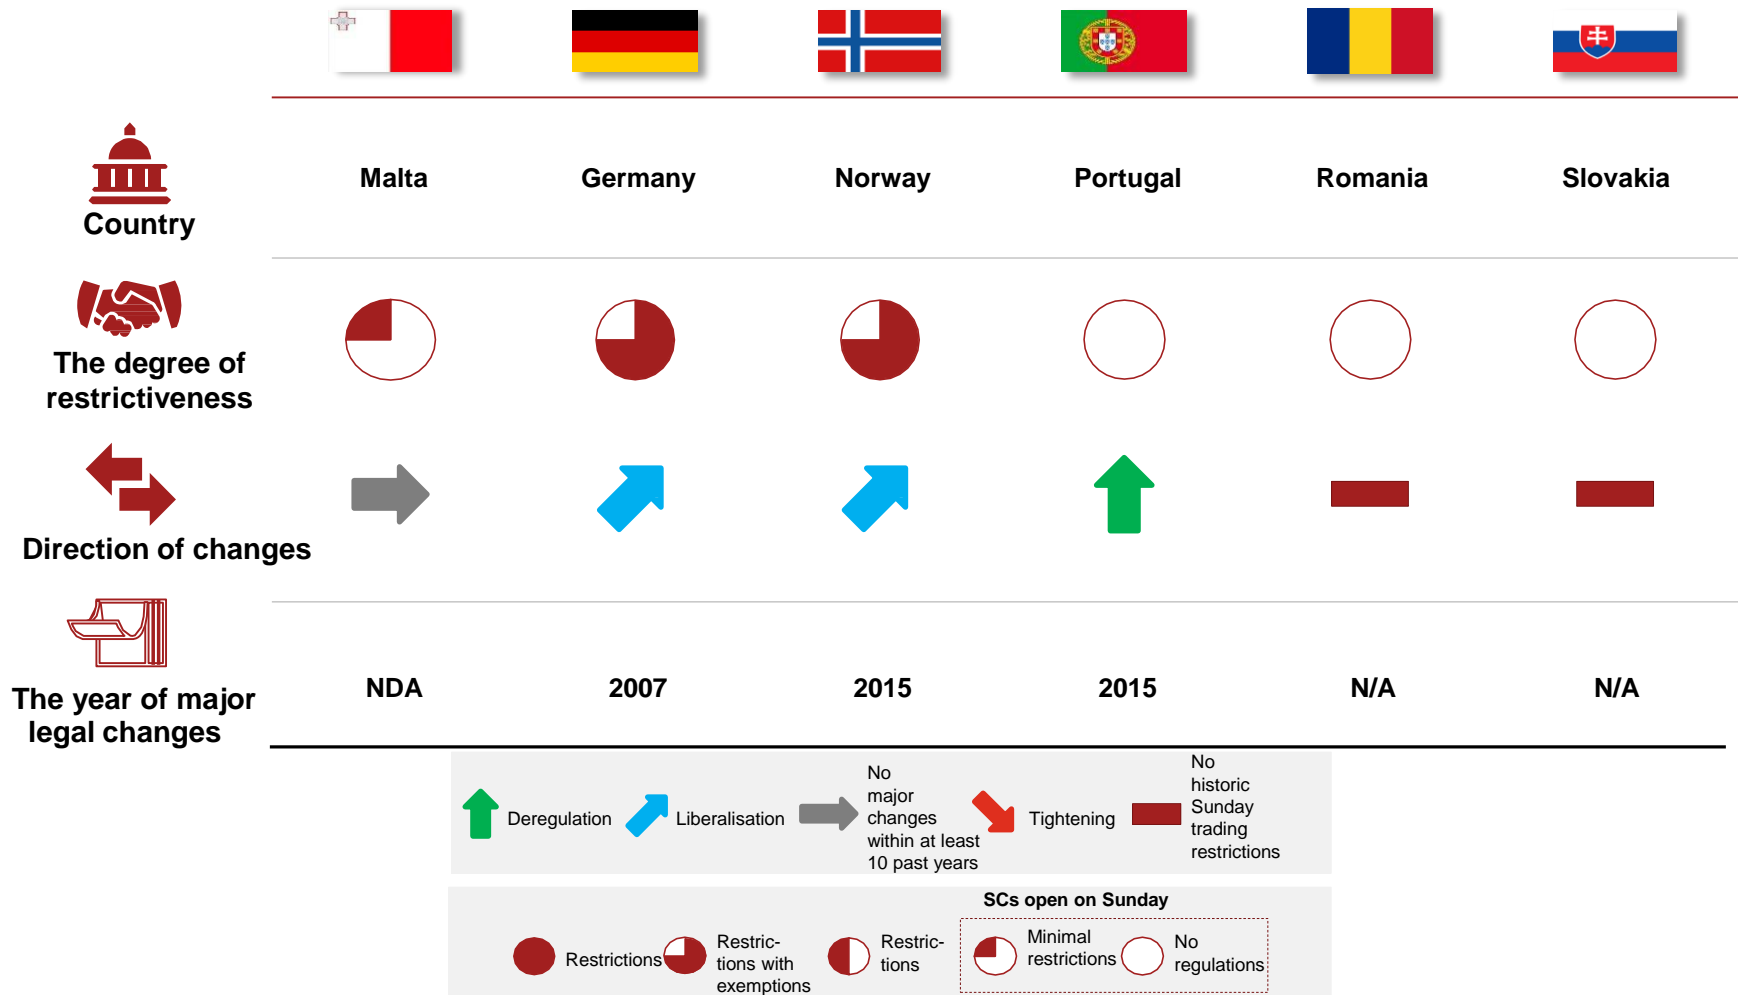 Country
Malta
Germany
Norway
Portugal
Romania
Slovakia
The degree of
restrictiveness
Direction of changes
The year of major
legal changes
NDA
2007
2015
2015
N/A
N/A
Deregulation
Liberalisation
No
major
changes
within at least
10 past years
Tightening
No
historic
Sunday
trading
restrictions
SCs open on Sunday
Restrictions
Restric-
tions with
exemptions
Restric-
tions
Minimal
restrictions
No
regulations